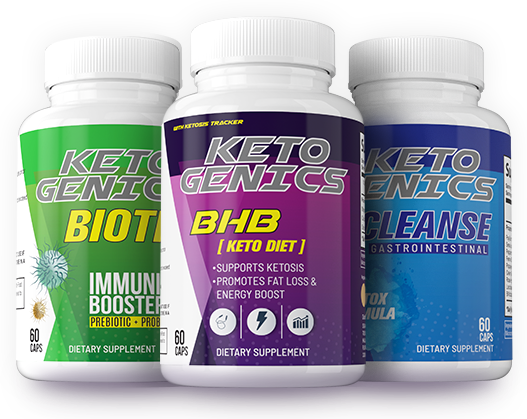 KETO
GENICS
BIOTI
IMMUNE
BOOSTER
PREBIOTIC • PROB
60
CAPS
DIETARY SUPPLEMENT
WITH KETOSIS TRACKER
KETO
GENICS
BHB
[ KETO DIET ]
•SUPPORTS KETOSIS
•PROMOTES FAT LOSS &
ENERGY BOOST
60
CAPS
DIETARY SUPPLEMENT
KETO
GENICS
CLEANSE
GASTROINTESTINAL
TOX
MULA
60
CAPS
DIETARY SUPPLEMENT